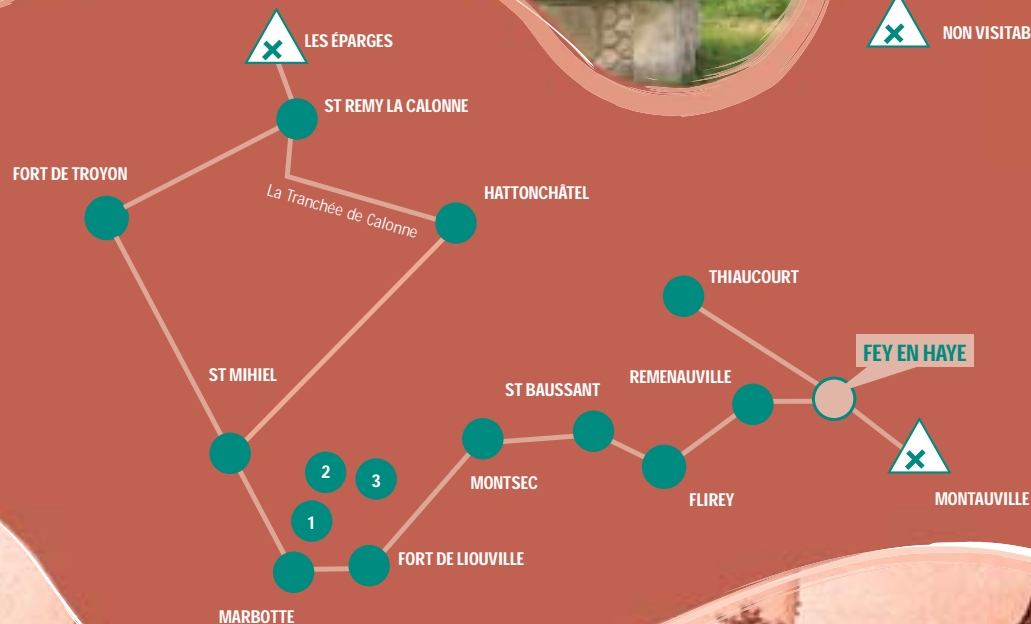 LES ÉPARGES
NON VISITAB
ST REMY LA CALONNE
FORT DE TROYON
HATTONCHÂTEL
La Tranchée de Calonne
THIAUCOURT
FEY EN HAYE
ST MIHIEL
REMENAUVILLE
ST BAUSSANT
2
3
MONTSEC
FLIREY
MONTAUVILLE
1
FORT DE LIOUVILLE
MARBOTTE